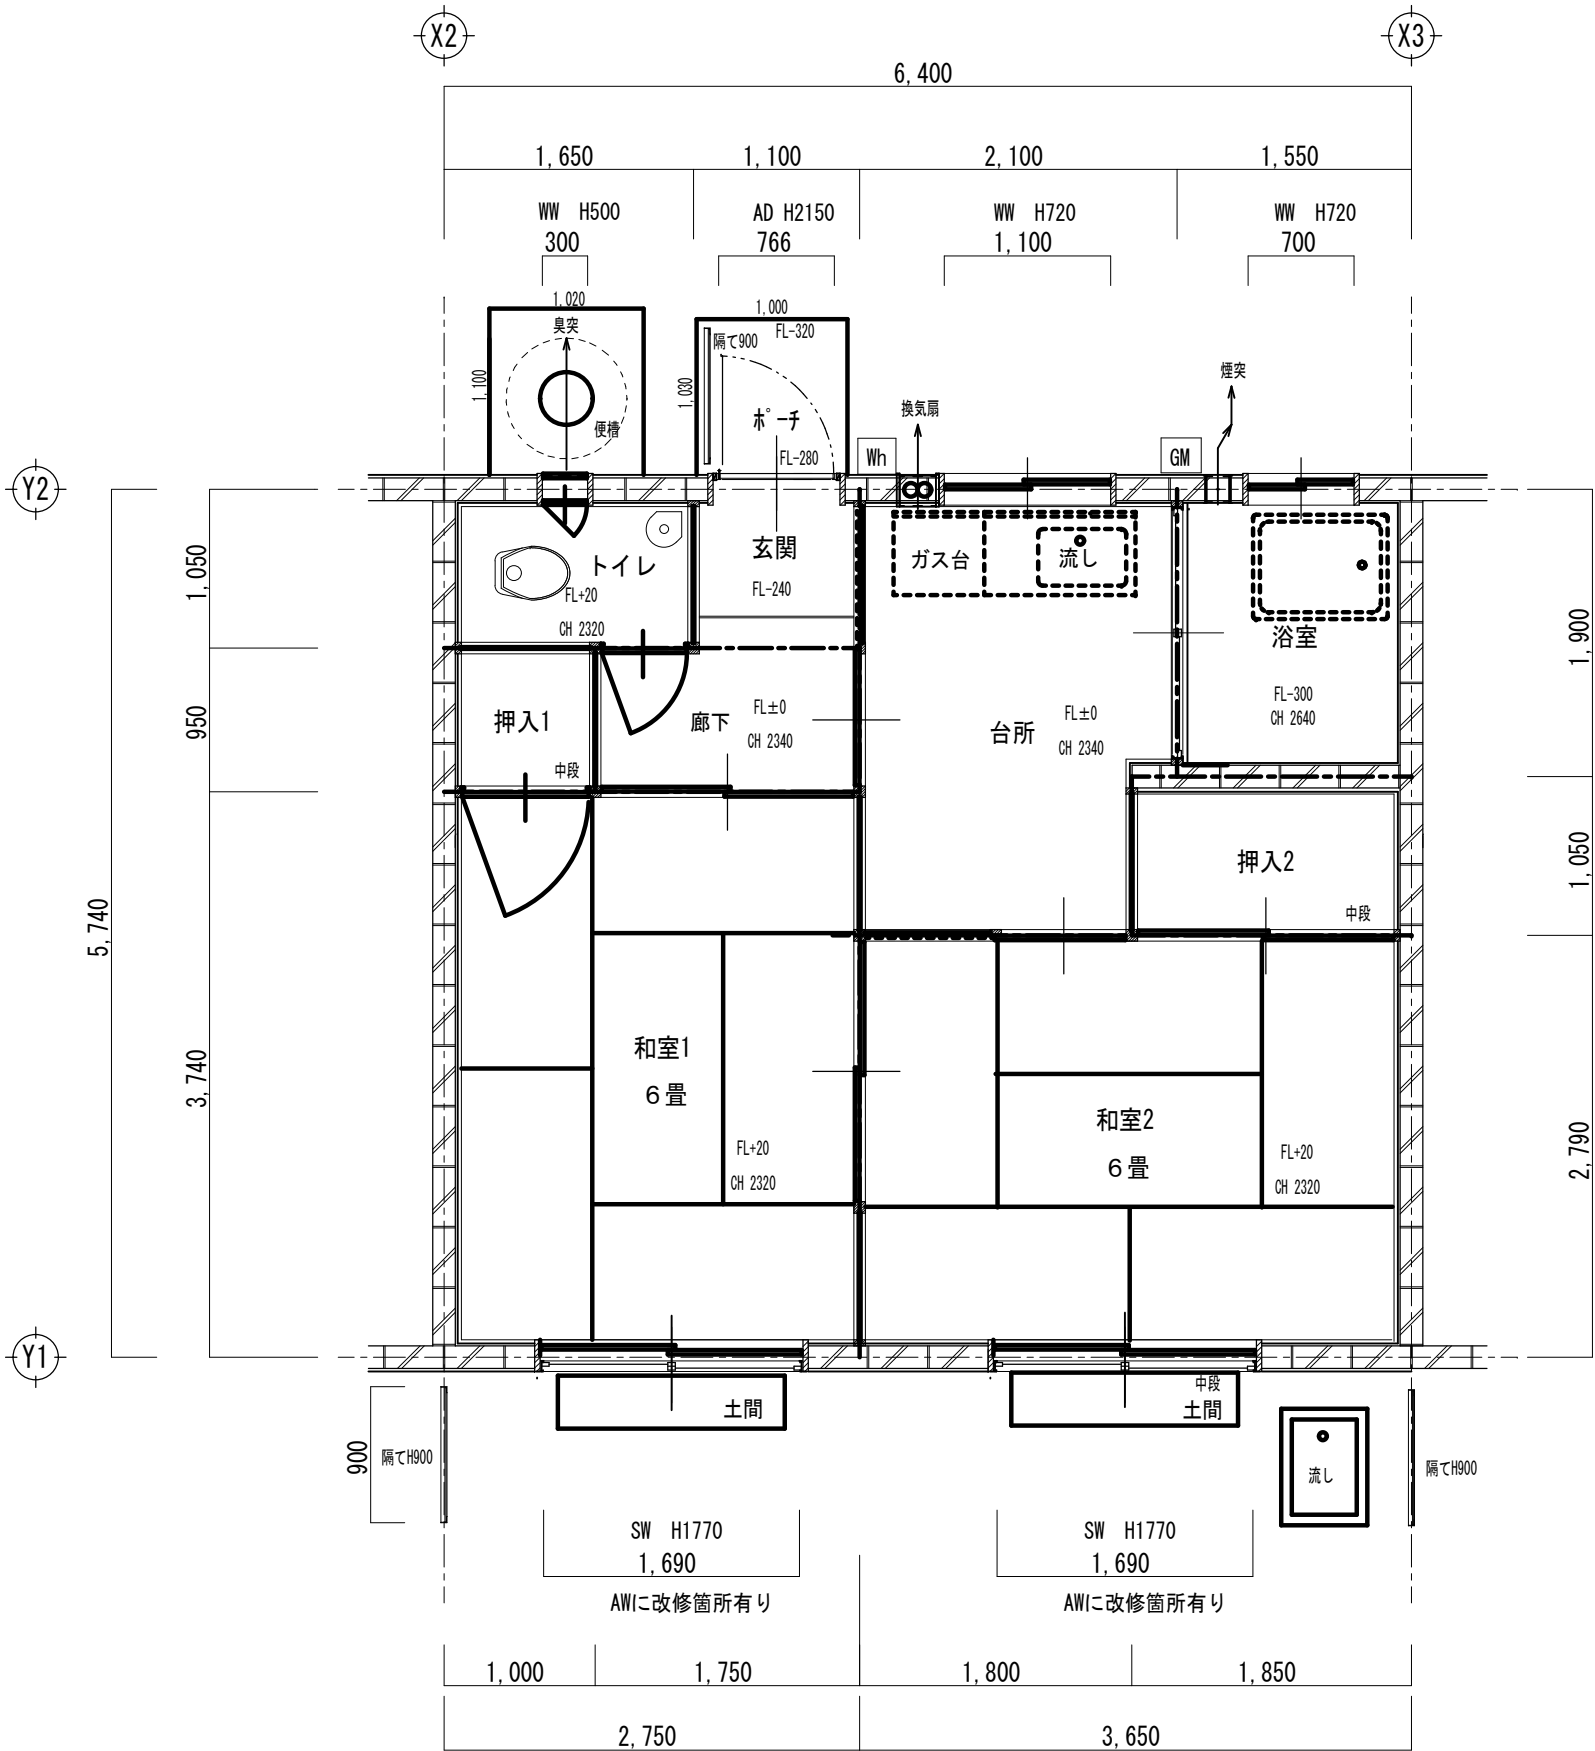 X2
X3
6,400
1,650
1,100
2,100
1,550
WW H500
300
AD H2150
766
WW H720
1,100
WW H720
700
1,020
臭突
1,100
便槽
1,000
FL-320
隔て900
1,030
ポーチ
FL-280
換気扇
煙突
Wh
GM
Y2
トイレ
FL+20
CH 2320
玄関
FL-240
ガス台
流し
浴室
FL-300
CH 2640
1,050
1,900
押入1
中段
廊下
FL±0
CH 2340
台所
FL±0
CH 2340
950
押入2
中段
1,050
5,740
3,740
和室1
6畳
FL+20
CH 2320
和室2
6畳
FL+20
CH 2320
2,790
Y1
土間
中段
土間
900
隔てH900
流し
隔てH900
SW H1770
1,690
AWに改修箇所有り
SW H1770
1,690
AWに改修箇所有り
1,000
1,750
1,800
1,850
2,750
3,650